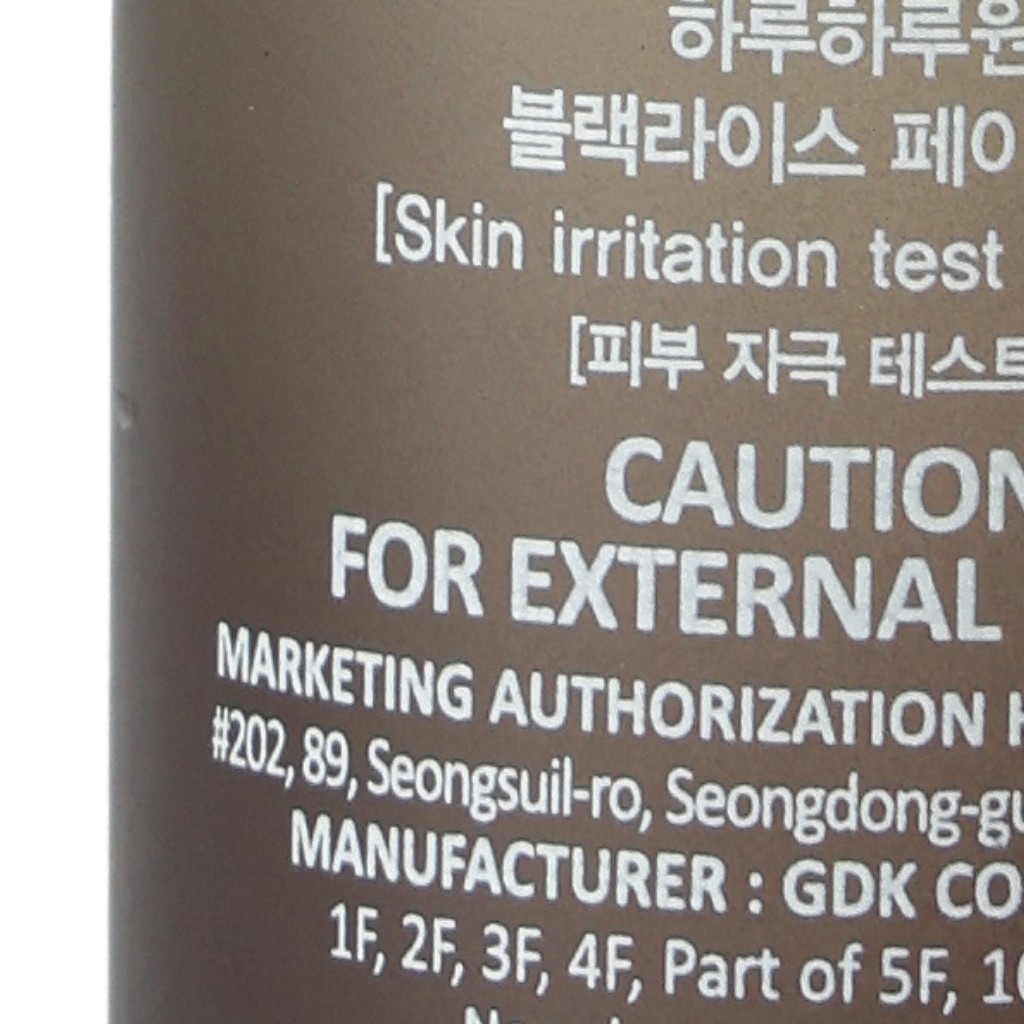 하루하루원
블랙라이스 페이
[Skin irritation test
[피부 자극 테스트
CAUTION
FOR EXTERNAL
MARKETING AUTHORIZATION
#202, 89, Seongsuil-ro, Seongdong-gu
MANUFACTURER : GDK CO
1F, 2F, 3F, 4F, Part of 5F,